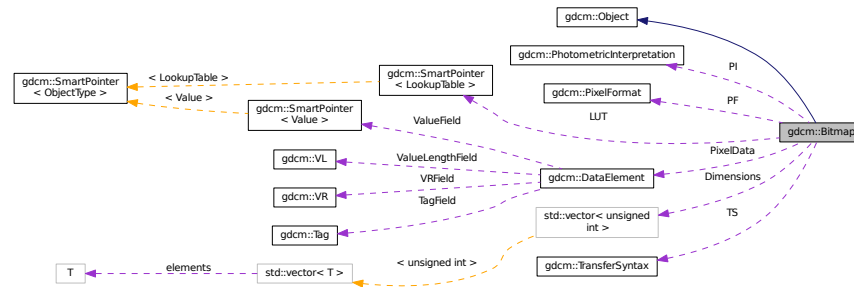 gdcm::Object
gdcm::PhotometricInterpretation
PI
gdcm::SmartPointer
< ObjectType >
< LookupTable >
< Value >
gdcm::SmartPointer
< LookupTable >
gdcm::PixelFormat
PF
gdcm::SmartPointer
< Value >
ValueField
LUT
gdcm::Bitmap
gdcm::VL
ValueLengthField
PixelData
gdcm::VR
VRField
gdcm::DataElement
Dimensions
TagField
gdcm::Tag
std::vector< unsigned
int >
TS
T
elements
std::vector< T >
< unsigned int >
gdcm::TransferSyntax